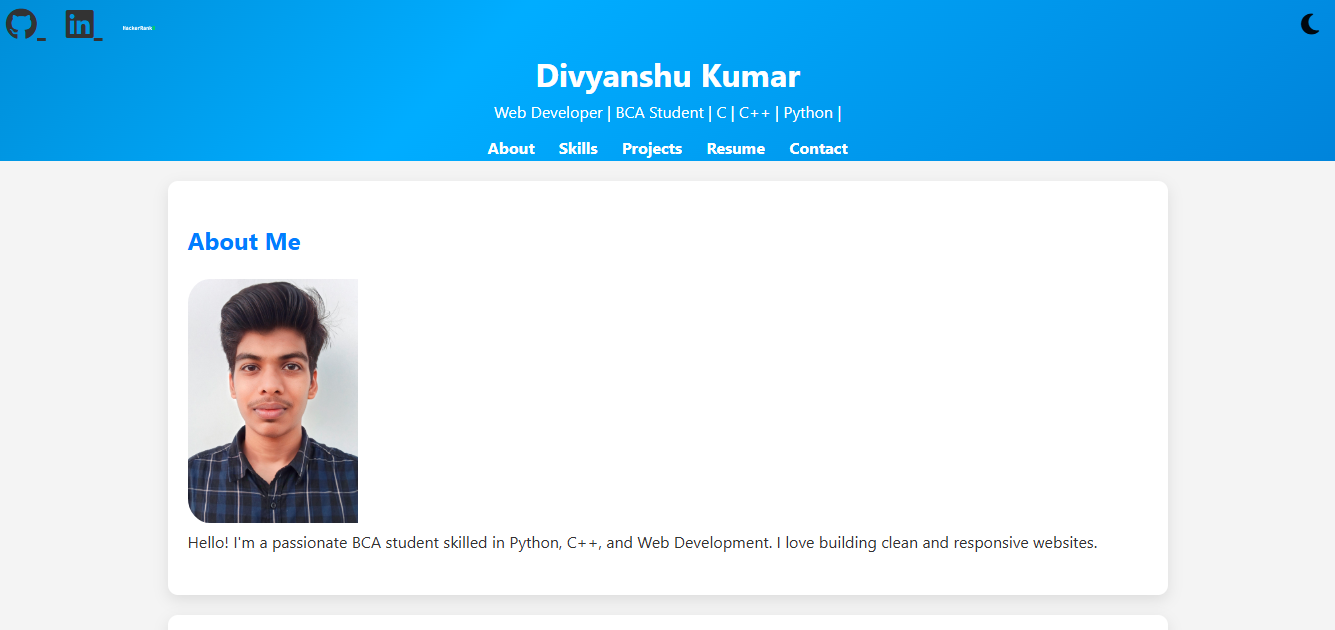 HackerRank
Divyanshu Kumar
Web Developer | BCA Student | C | C++ | Python |
About Skills Projects Resume Contact
About Me
Hello! I'm a passionate BCA student skilled in Python, C++, and Web Development. I love building clean and responsive websites.